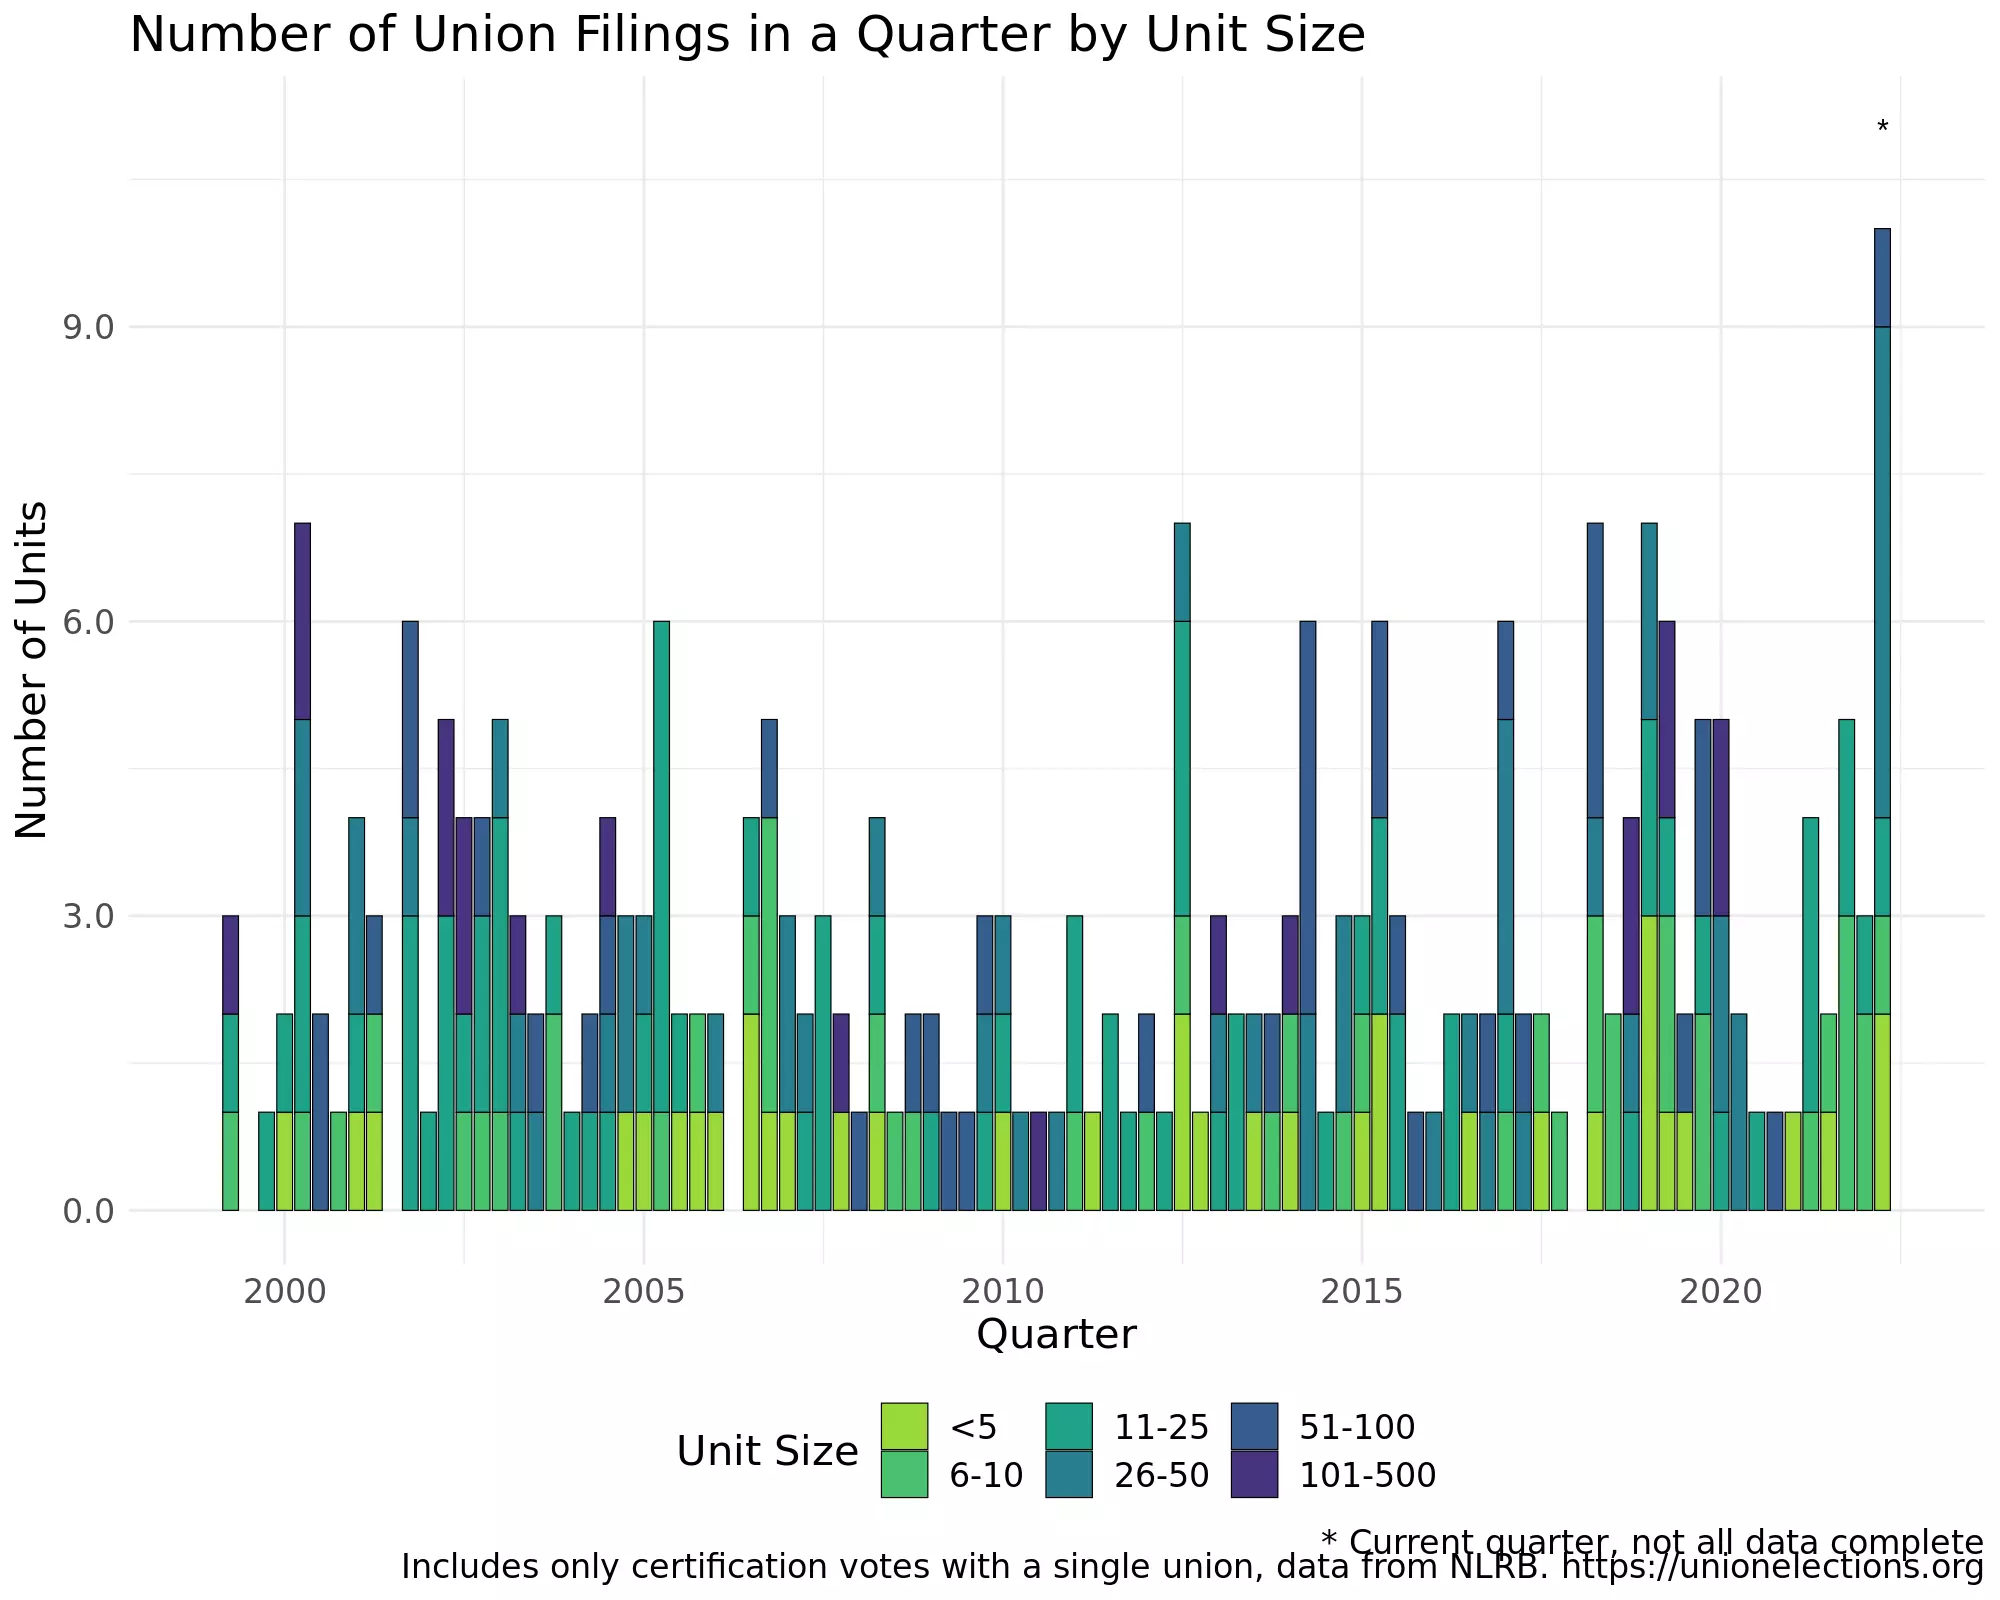 Number of Union Filings in a Quarter by Unit Size
*
9.0
6.0
3.0
0.0
Number of Units
2000 2005 2010 2015 2020
Quarter
Unit Size
<5 11-25 51-100
6-10 26-50 101-500
* Current quarter, not all data complete
Includes only certification votes with a single union, data from NLRB. https://unionelections.org